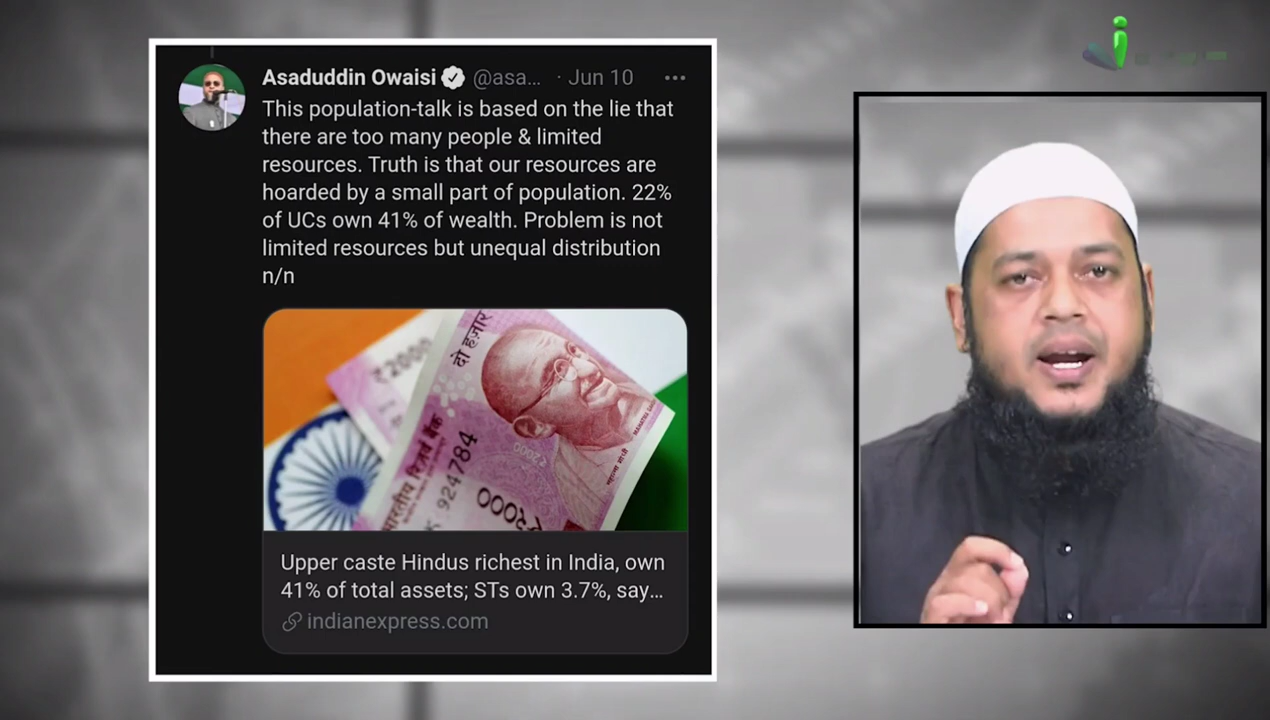 Asaduddin Owaisi @asa... · Jun 10 ...
This population-talk is based on the lie that
there are too many people & limited
resources. Truth is that our resources are
hoarded by a small part of population. 22%
of UCs own 41% of wealth. Problem is not
limited resources but unequal distribution
n/n
₹2000
दो हज़ार
भारतीय रिज़र्व बैंक
924784
₹2000
2000
Upper caste Hindus richest in India, own
41% of total assets; STs own 3.7%, say...
indianexpress.com